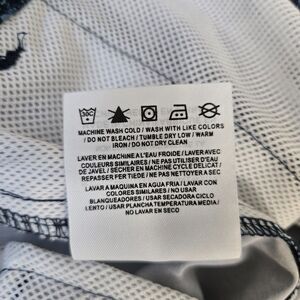 MACHINE WASH COLD / WASH WITH LIKE COLORS
/ DO NOT BLEACH / TUMBLE DRY LOW / WARM
IRON / DO NOT DRY CLEAN
LAVER EN MACHINE A L'EAU FROIDE / LAVER AVEC
COULEURS SIMILAIRES / NE PAS UTILISER D'EAU
DE JAVEL / SÉCHER EN MACHINE CYCLE DELICAT /
REPASSER FER TIEDE / NE PAS NETTOYER A SEC
LAVAR A MAQUINA EN AGUA FRIA / LAVAR CON
COLORES SIMILARES / NO USAR
BLANQUEADORES / USAR SECADORA CICLO
LENTO / USAR PLANCHA TEMPERATURA MEDIA /
NO LAVAR EN SECO